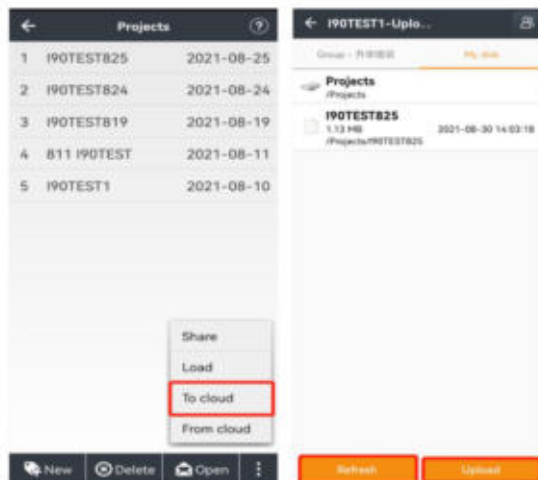 Projects
?
1 I90TEST825 2021-08-25
2 I90TEST824 2021-08-24
3 I90TEST819 2021-08-19
4 811 I90TEST 2021-08-11
5 I90TEST1 2021-08-10
Share
Load
To cloud
From cloud
New Delete Open
I90TEST1-Uplo...
Group - My disk
Projects
/Projects
I90TEST825
1.13 MB 2021-08-30 14:03:18
/Projects/I90TEST825
Refresh Upload